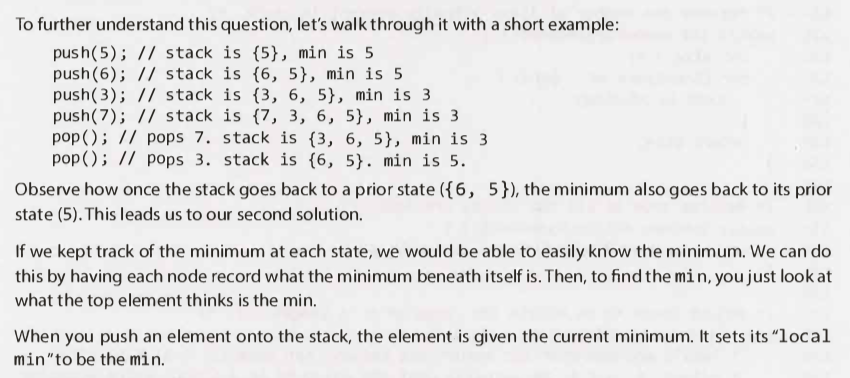 To further understand this question, let's walk through it with a short example:
push(5); // stack is {5}, min is 5
push(6); // stack is {6, 5}, min is 5
push(3); // stack is {3, 6, 5}, min is 3
push(7); // stack is {7, 3, 6, 5}, min is 3
pop(); // pops 7. stack is {3, 6, 5}, min is 3
pop(); // pops 3. stack is {6, 5}. min is 5.
Observe how once the stack goes back to a prior state ({6, 5}), the minimum also goes back to its prior
state (5). This leads us to our second solution.
If we kept track of the minimum at each state, we would be able to easily know the minimum. We can do
this by having each node record what the minimum beneath itself is. Then, to find the min, you just look at
what the top element thinks is the min.
When you push an element onto the stack, the element is given the current minimum. It sets its "local
min" to be the min.